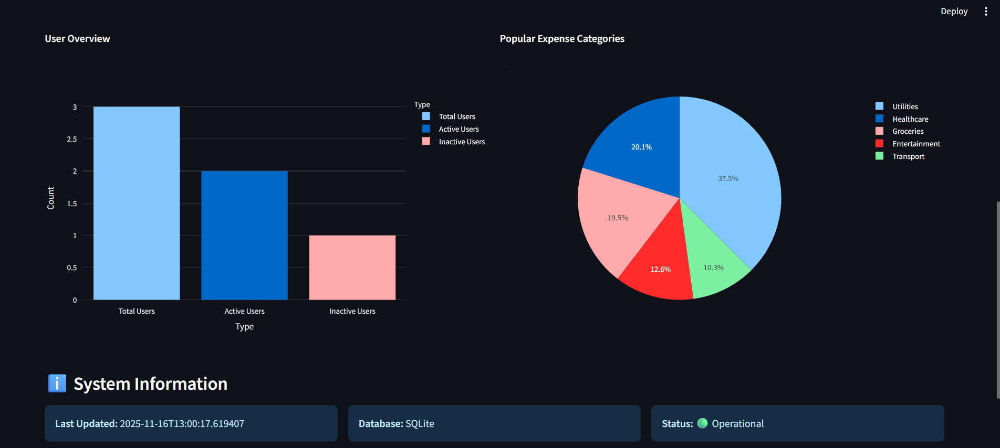 Deploy
User Overview
Popular Expense Categories
3
2.5
2
1.5
1
0.5
0
Count
Total Users
Active Users
Inactive Users
Type
Type
Total Users
Active Users
Inactive Users
20.1%
37.5%
19.5%
12.6%
10.3%
Utilities
Healthcare
Groceries
Entertainment
Transport
System Information
Last Updated: 2025-11-16T13:00:17.619407
Database: SQLite
Status: Operational